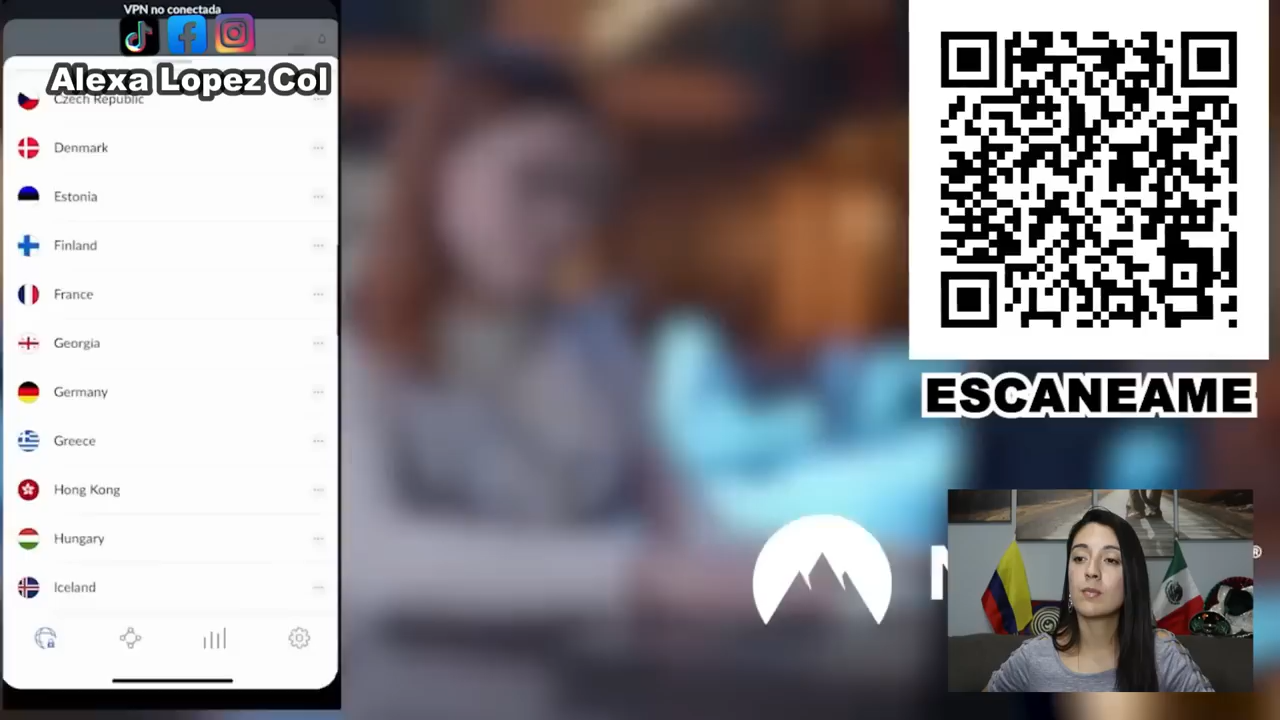 VPN no conectada
Alexa Lopez Col
Czech Republic
Denmark
Estonia
Finland
France
Georgia
Germany
Greece
Hong Kong
Hungary
Iceland
ESCANEAME
N
®